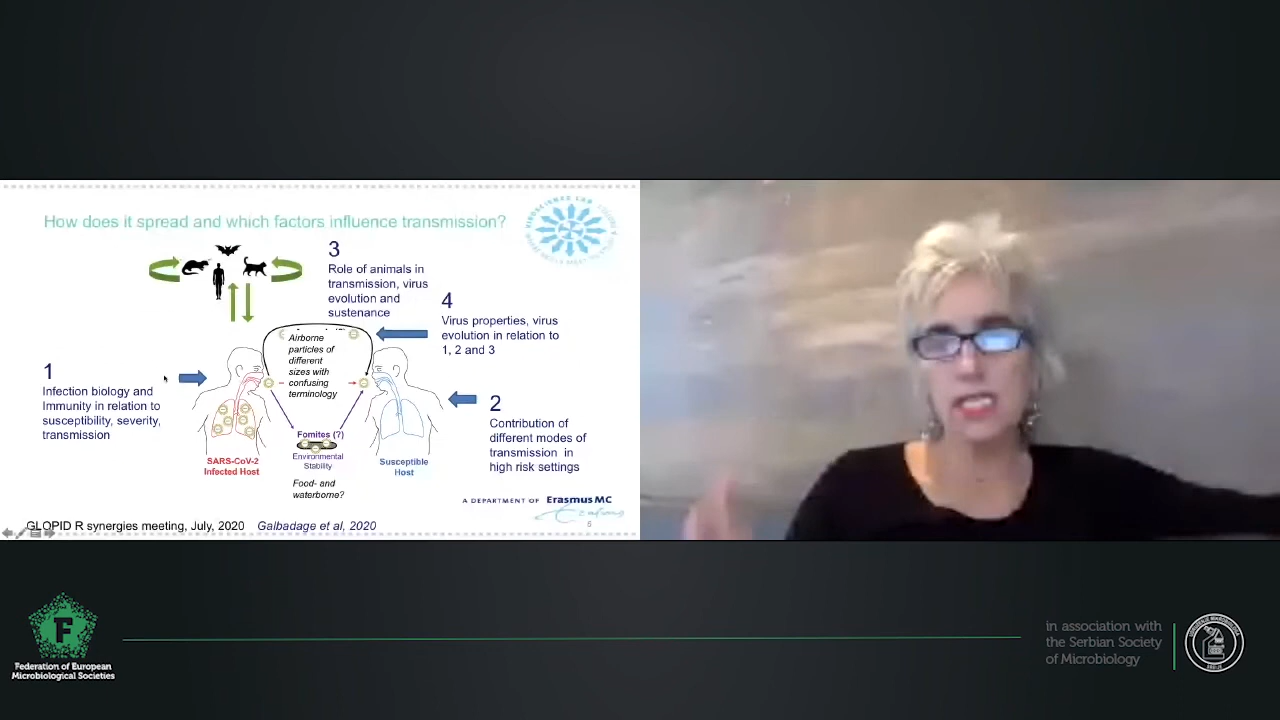 How does it spread and which factors influence transmission?
3
Role of animals in
transmission, virus
evolution and
sustenance
4
Virus properties, virus
evolution in relation to
1, 2 and 3
Airborne
particles of
different
sizes with
confusing
terminology
1
Infection biology and
Immunity in relation to
susceptibility, severity,
transmission
2
Contribution of
different modes of
transmission in
high risk settings
Fomites (?)
Environmental
Stability
SARS-CoV-2
Infected Host
Susceptible
Host
Food- and
waterborne?
A DEPARTMENT OF Erasmus MC
Erasmus
GLOPID R synergies meeting, July, 2020 Galbadage et al, 2020
F
Federation of European
Microbiological Societies
in association with
the Serbian Society
of Microbiology